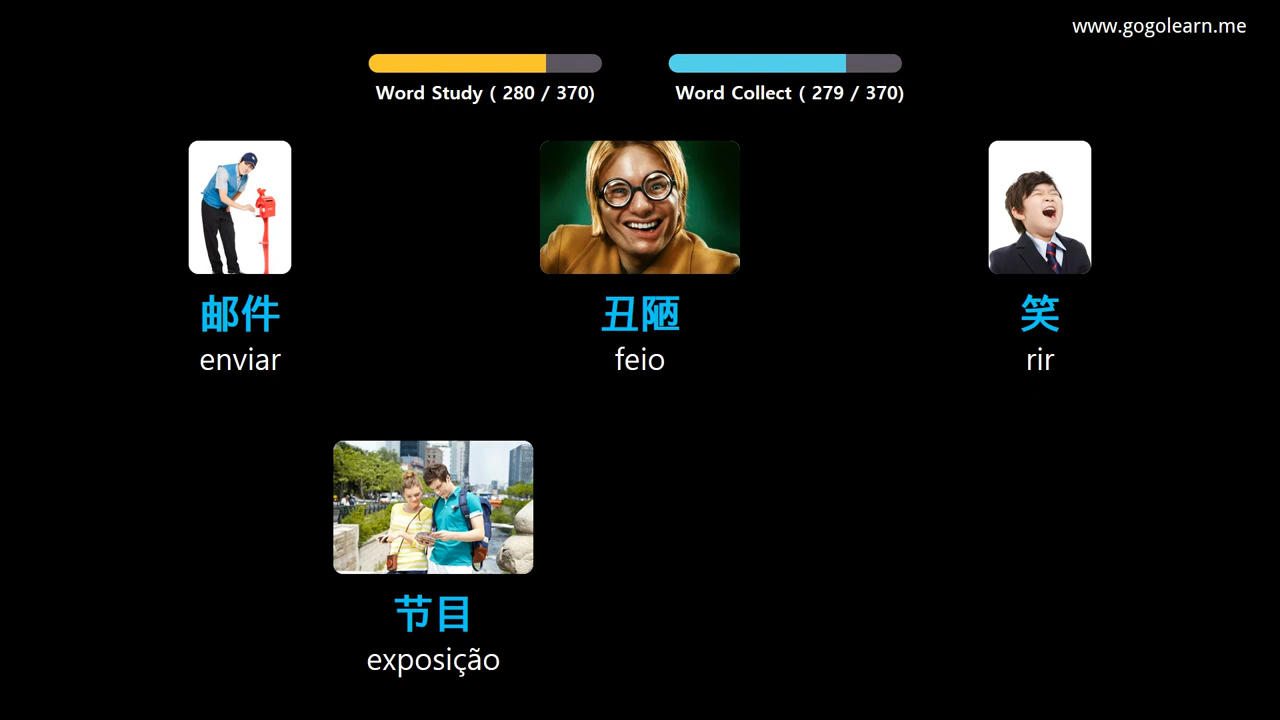 www.gogolearn.me
Word Study ( 280 / 370)
Word Collect ( 279 / 370)
邮件
enviar
丑陋
feio
笑
rir
节目
exposição